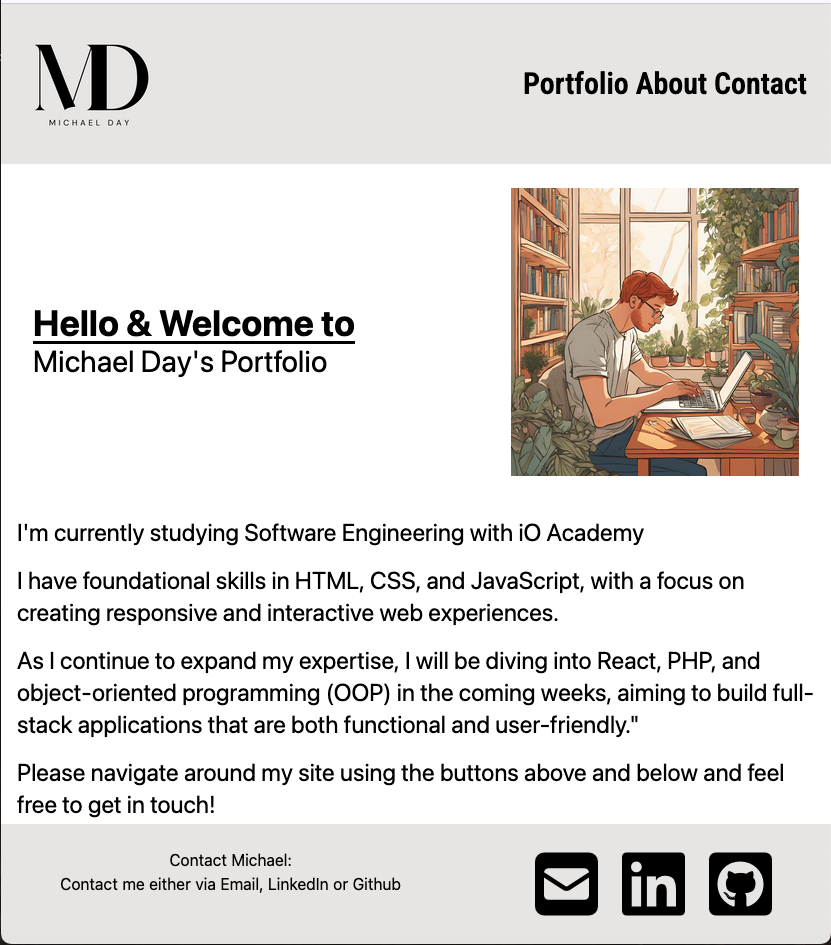 MD
MICHAEL DAY
Portfolio About Contact
Hello & Welcome to
Michael Day's Portfolio
I'm currently studying Software Engineering with iO Academy
I have foundational skills in HTML, CSS, and JavaScript, with a focus on
creating responsive and interactive web experiences.
As I continue to expand my expertise, I will be diving into React, PHP, and
object-oriented programming (OOP) in the coming weeks, aiming to build full-
stack applications that are both functional and user-friendly."
Please navigate around my site using the buttons above and below and feel
free to get in touch!
Contact Michael:
Contact me either via Email, LinkedIn or Github
in